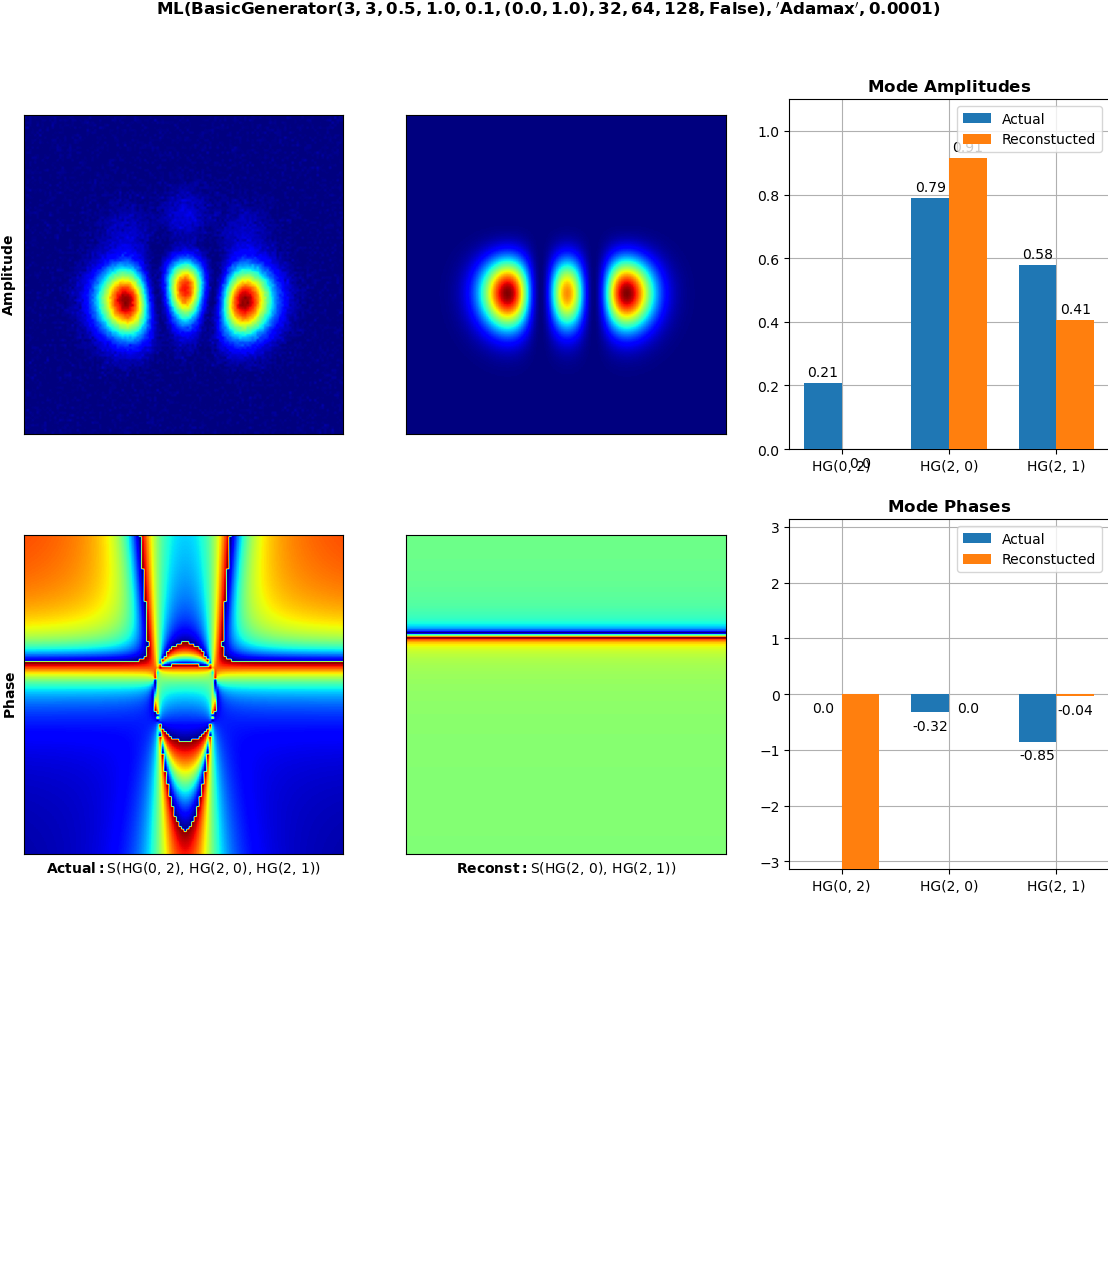 ML(BasicGenerator(3, 3, 0.5, 1.0, 0.1, (0.0, 1.0), 32, 64, 128, False), ′Adamax′, 0.0001)
Amplitude
Mode Amplitudes
Actual
Reconstucted
1.0
0.8
0.6
0.4
0.2
0.0
0.21
0.0
0.79
0.91
0.58
0.41
HG(0, 2)
HG(2, 0)
HG(2, 1)
Phase
Actual: S(HG(0, 2), HG(2, 0), HG(2, 1))
Reconst: S(HG(2, 0), HG(2, 1))
Mode Phases
Actual
Reconstucted
3
2
1
0
−1
−2
−3
0.0
-0.32
0.0
-0.85
-0.04
HG(0, 2)
HG(2, 0)
HG(2, 1)